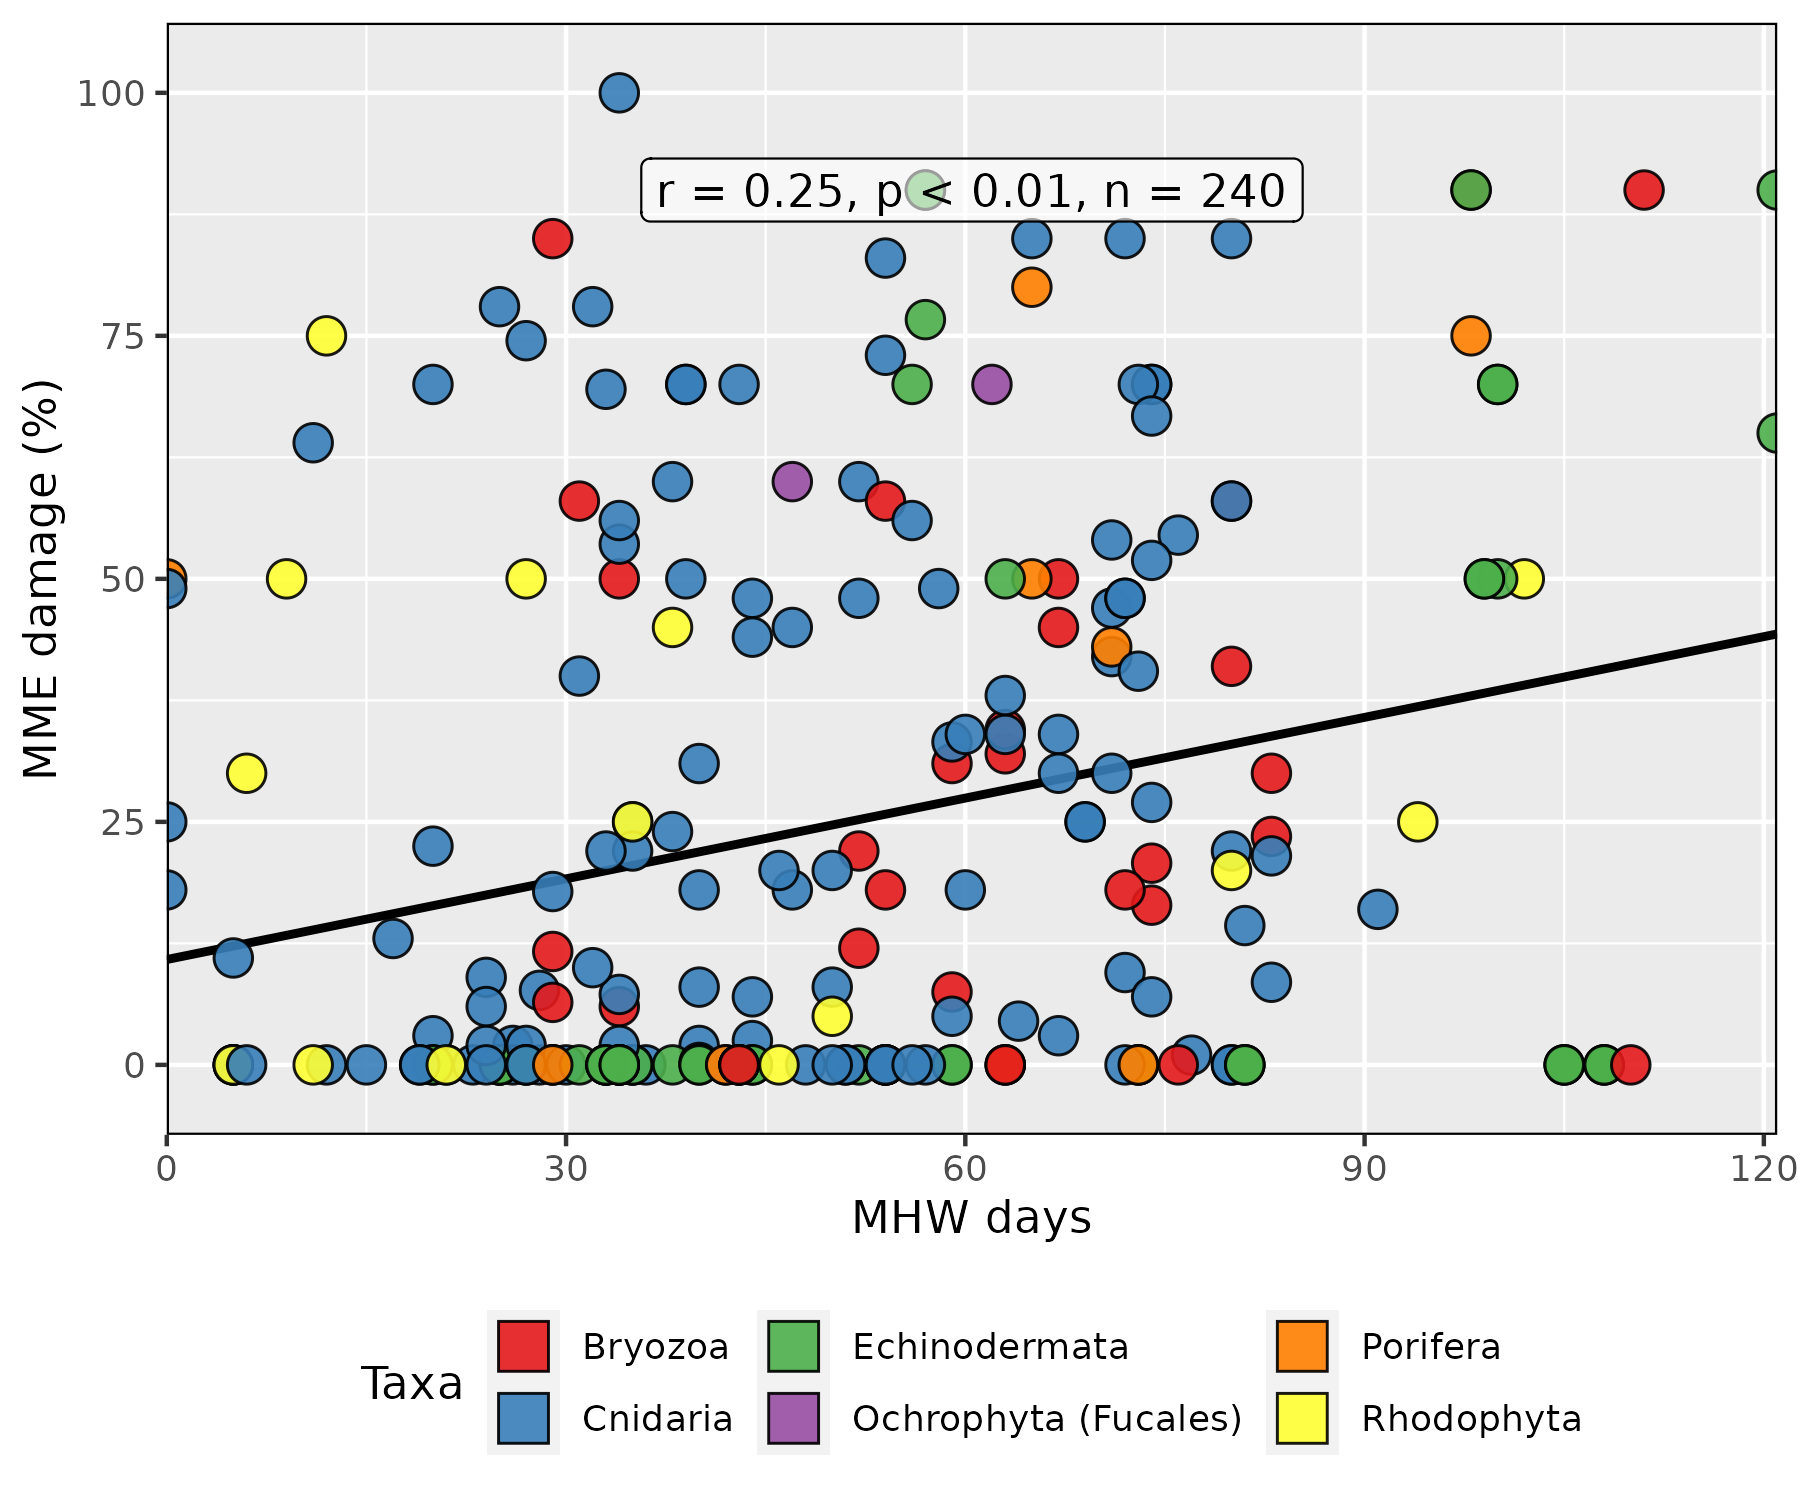 100
r = 0.25, p < 0.01, n = 240
75
MME damage (%)
50
25
0
0 30 60 90 120
MHW days
Taxa
Bryozoa Echinodermata Porifera
Cnidaria Ochrophyta (Fucales) Rhodophyta